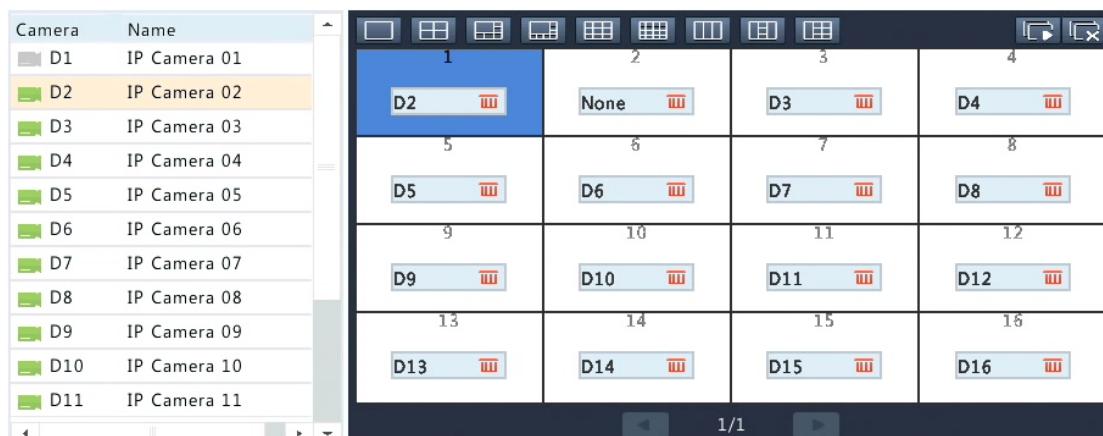 Camera Name
D1 IP Camera 01
D2 IP Camera 02
D3 IP Camera 03
D4 IP Camera 04
D5 IP Camera 05
D6 IP Camera 06
D7 IP Camera 07
D8 IP Camera 08
D9 IP Camera 09
D10 IP Camera 10
D11 IP Camera 11
1 2 3 4
D2 None D3 D4
5 6 7 8
D5 D6 D7 D8
9 10 11 12
D9 D10 D11 D12
13 14 15 16
D13 D14 D15 D16
1/1